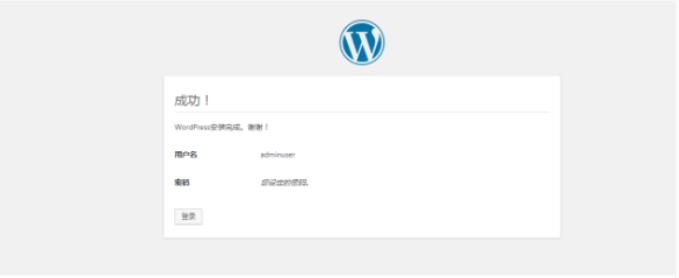 成功！
WordPress安装完成。谢谢！
用户名 adminuser
密码 您设定的密码。
登录